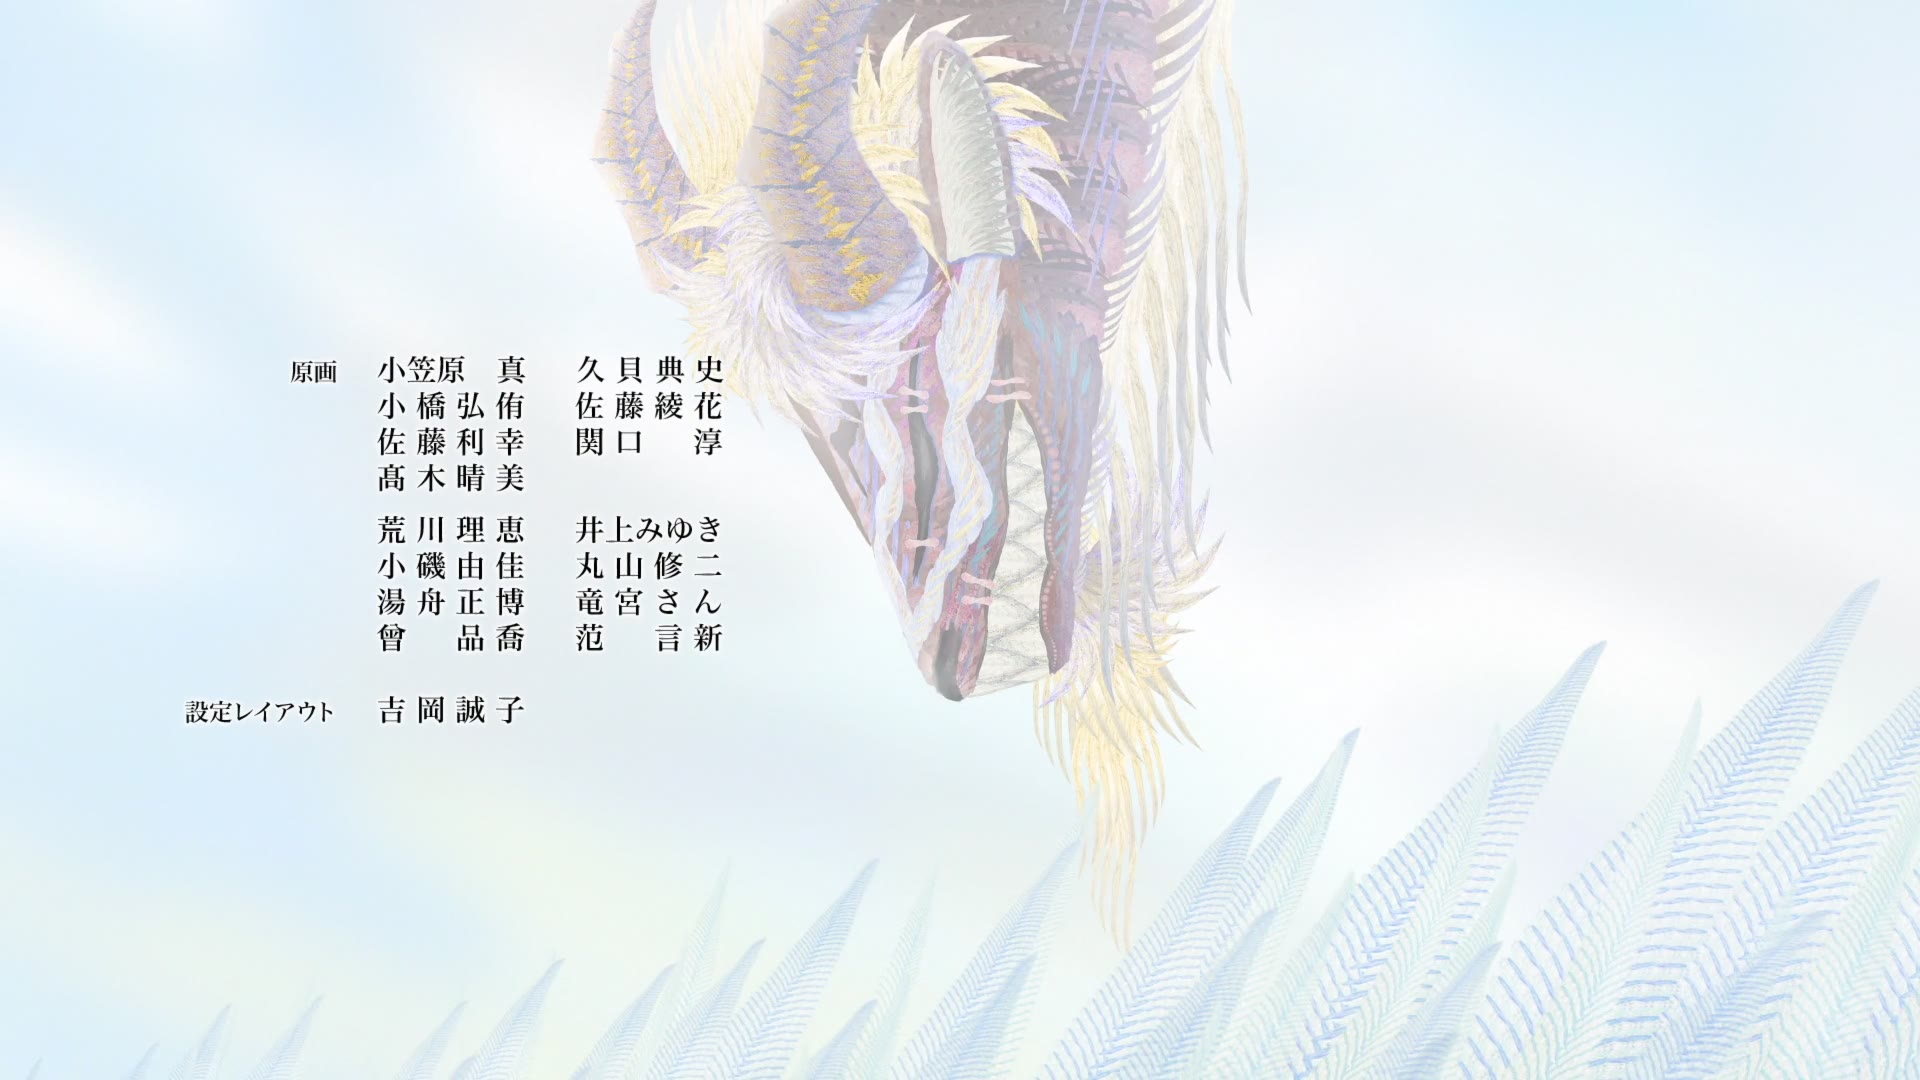 原画 小笠原 真 久貝典史
小橋弘侑 佐藤綾花
佐藤利幸 関口 淳
髙木晴美
荒川理恵 井上みゆき
小磯由佳 丸山修二
湯舟正博 竜宮さん
曾 品喬 范 言新
設定レイアウト 吉岡誠子